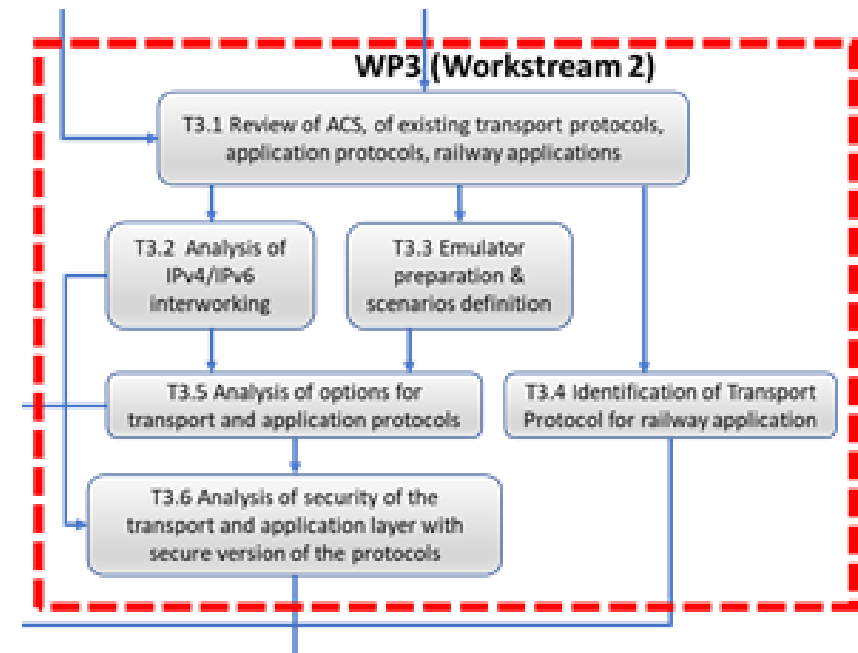 WP3 (Workstream 2)
T3.1 Review of ACS, of existing transport protocols,
application protocols, railway applications
T3.2 Analysis of
IPv4/IPv6
interworking
T3.3 Emulator
preparation &
scenarios definition
T3.5 Analysis of options for
transport and application protocols
T3.4 Identification of Transport
Protocol for railway application
T3.6 Analysis of security of the
transport and application layer with
secure version of the protocols